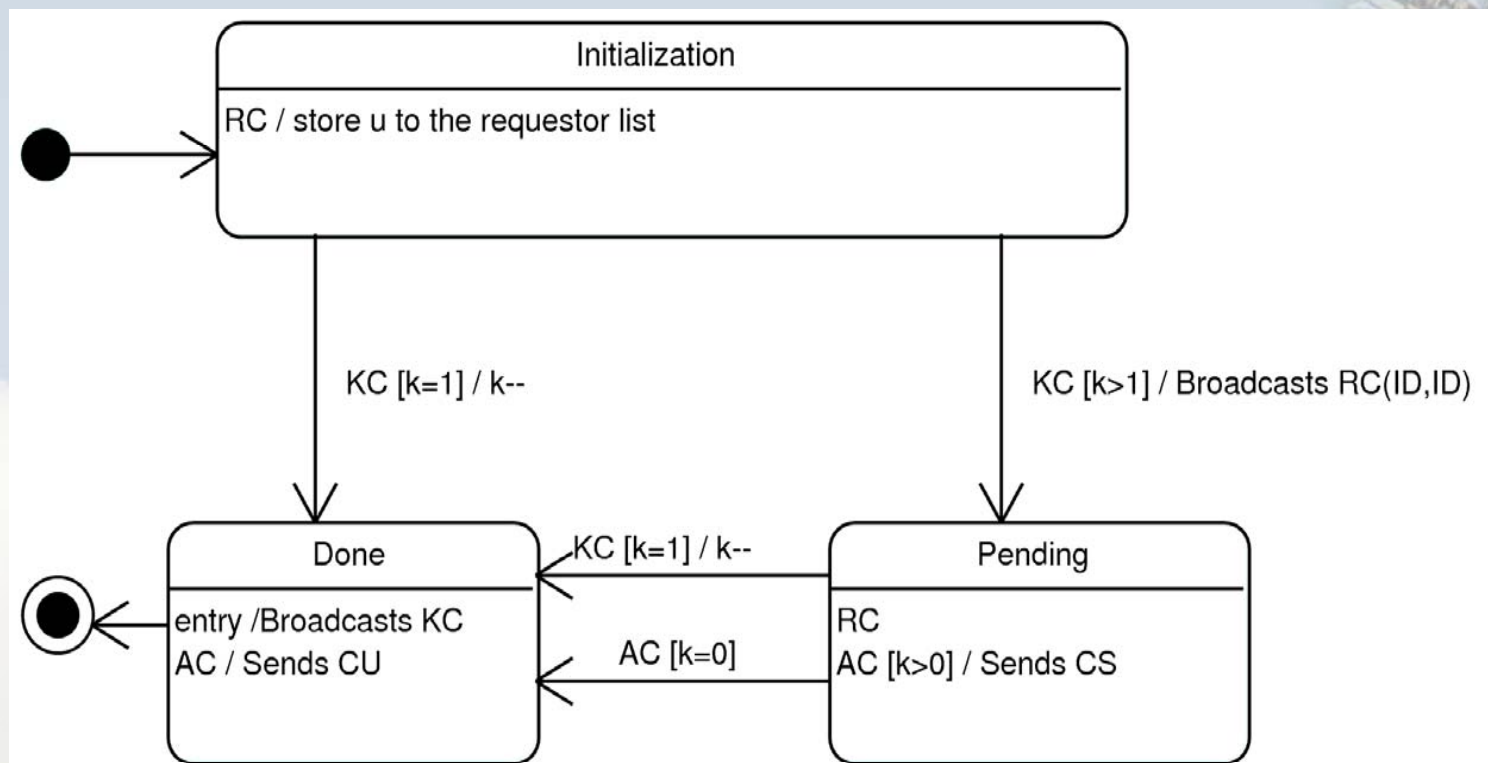 Initialization
RC / store u to the requestor list
KC [k=1] / k--
KC [k>1] / Broadcasts RC(ID,ID)
Done
entry /Broadcasts KC
AC / Sends CU
KC [k=1] / k--
AC [k=0]
Pending
RC
AC [k>0] / Sends CS